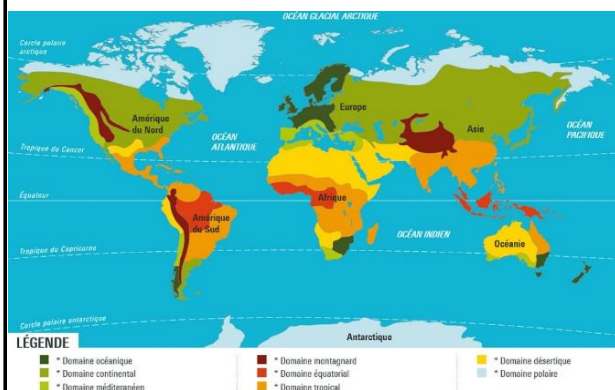 OCÉAN GLACIAL ARCTIQUE
Cercle polaire
arctique
Amérique
du Nord
Europe
Asie
OCÉAN
PACIFIQUE
OCÉAN
ATLANTIQUE
Tropique du Cancer
Équateur
Afrique
Amérique
du Sud
OCÉAN INDIEN
Océanie
Tropique du Capricorne
Cercle polaire antarctique
Antarctique
LÉGENDE
* Domaine océanique
* Domaine continental
* Domaine méditeranéen
* Domaine montagnard
* Domaine équatorial
* Domaine tropical
* Domaine désertique
* Domaine polaire